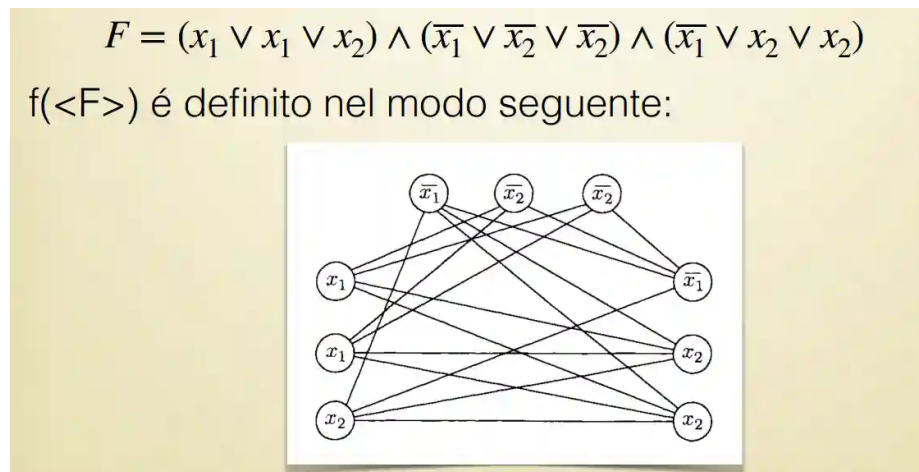 F = (x₁ ∨ x₁ ∨ x₂) ∧ (x̅₁ ∨ x̅₂ ∨ x̅₂) ∧ (x̅₁ ∨ x₂ ∨ x₂)
f(<F>) é definito nel modo seguente:
x̅₁ x̅₂ x̅₂
x₁ x̅₁
x₁ x₂
x₂ x₂